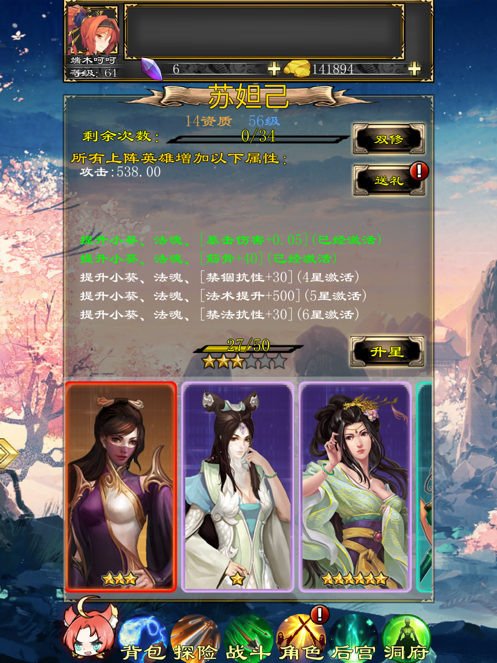 端木呵呵
等级: 64
6
141894
苏妲己
14资质 56级
剩余次数: 0/34
双修
所有上阵英雄增加以下属性:
攻击:538.00
送礼
提升小葵、法魂、[暴击伤害+0.05](已经激活)
提升小葵、法魂、[筋骨+40](已经激活)
提升小葵、法魂、[禁锢抗性+30](4星激活)
提升小葵、法魂、[法术提升+500](5星激活)
提升小葵、法魂、[禁法抗性+30](6星激活)
27/50
升星
背包 探险 战斗 角色 后宫 洞府